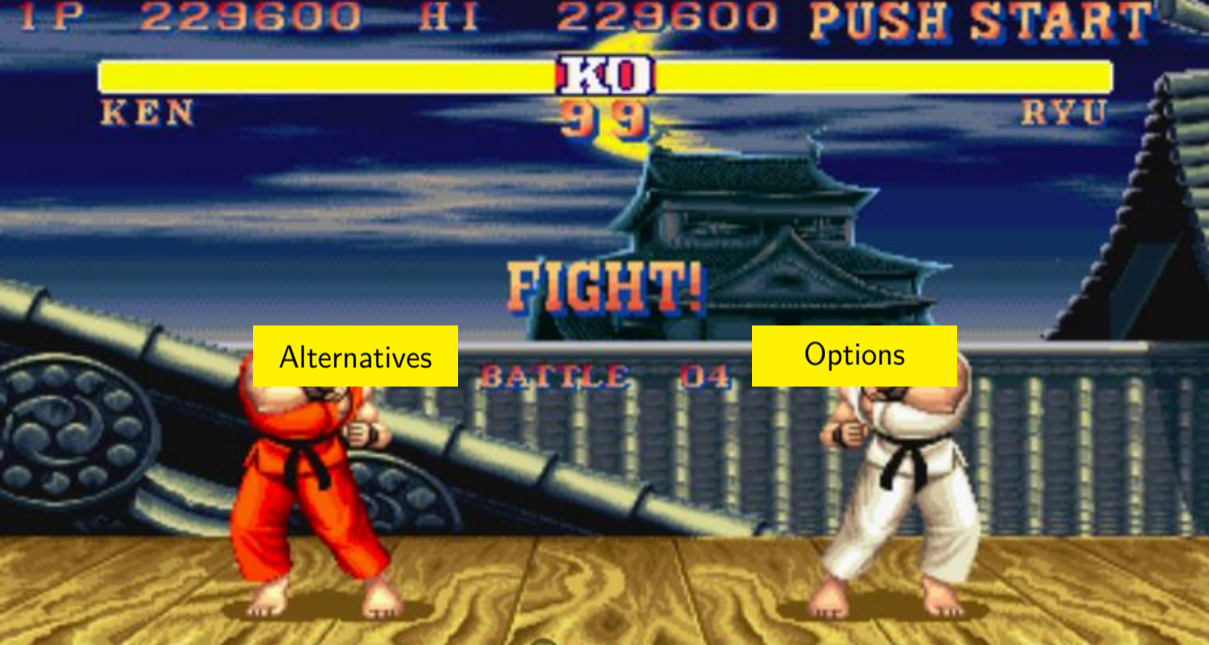 1P 229600 HI 229600 PUSH START
KO
KEN 99 RYU
FIGHT!
Alternatives Options
BATTLE 04